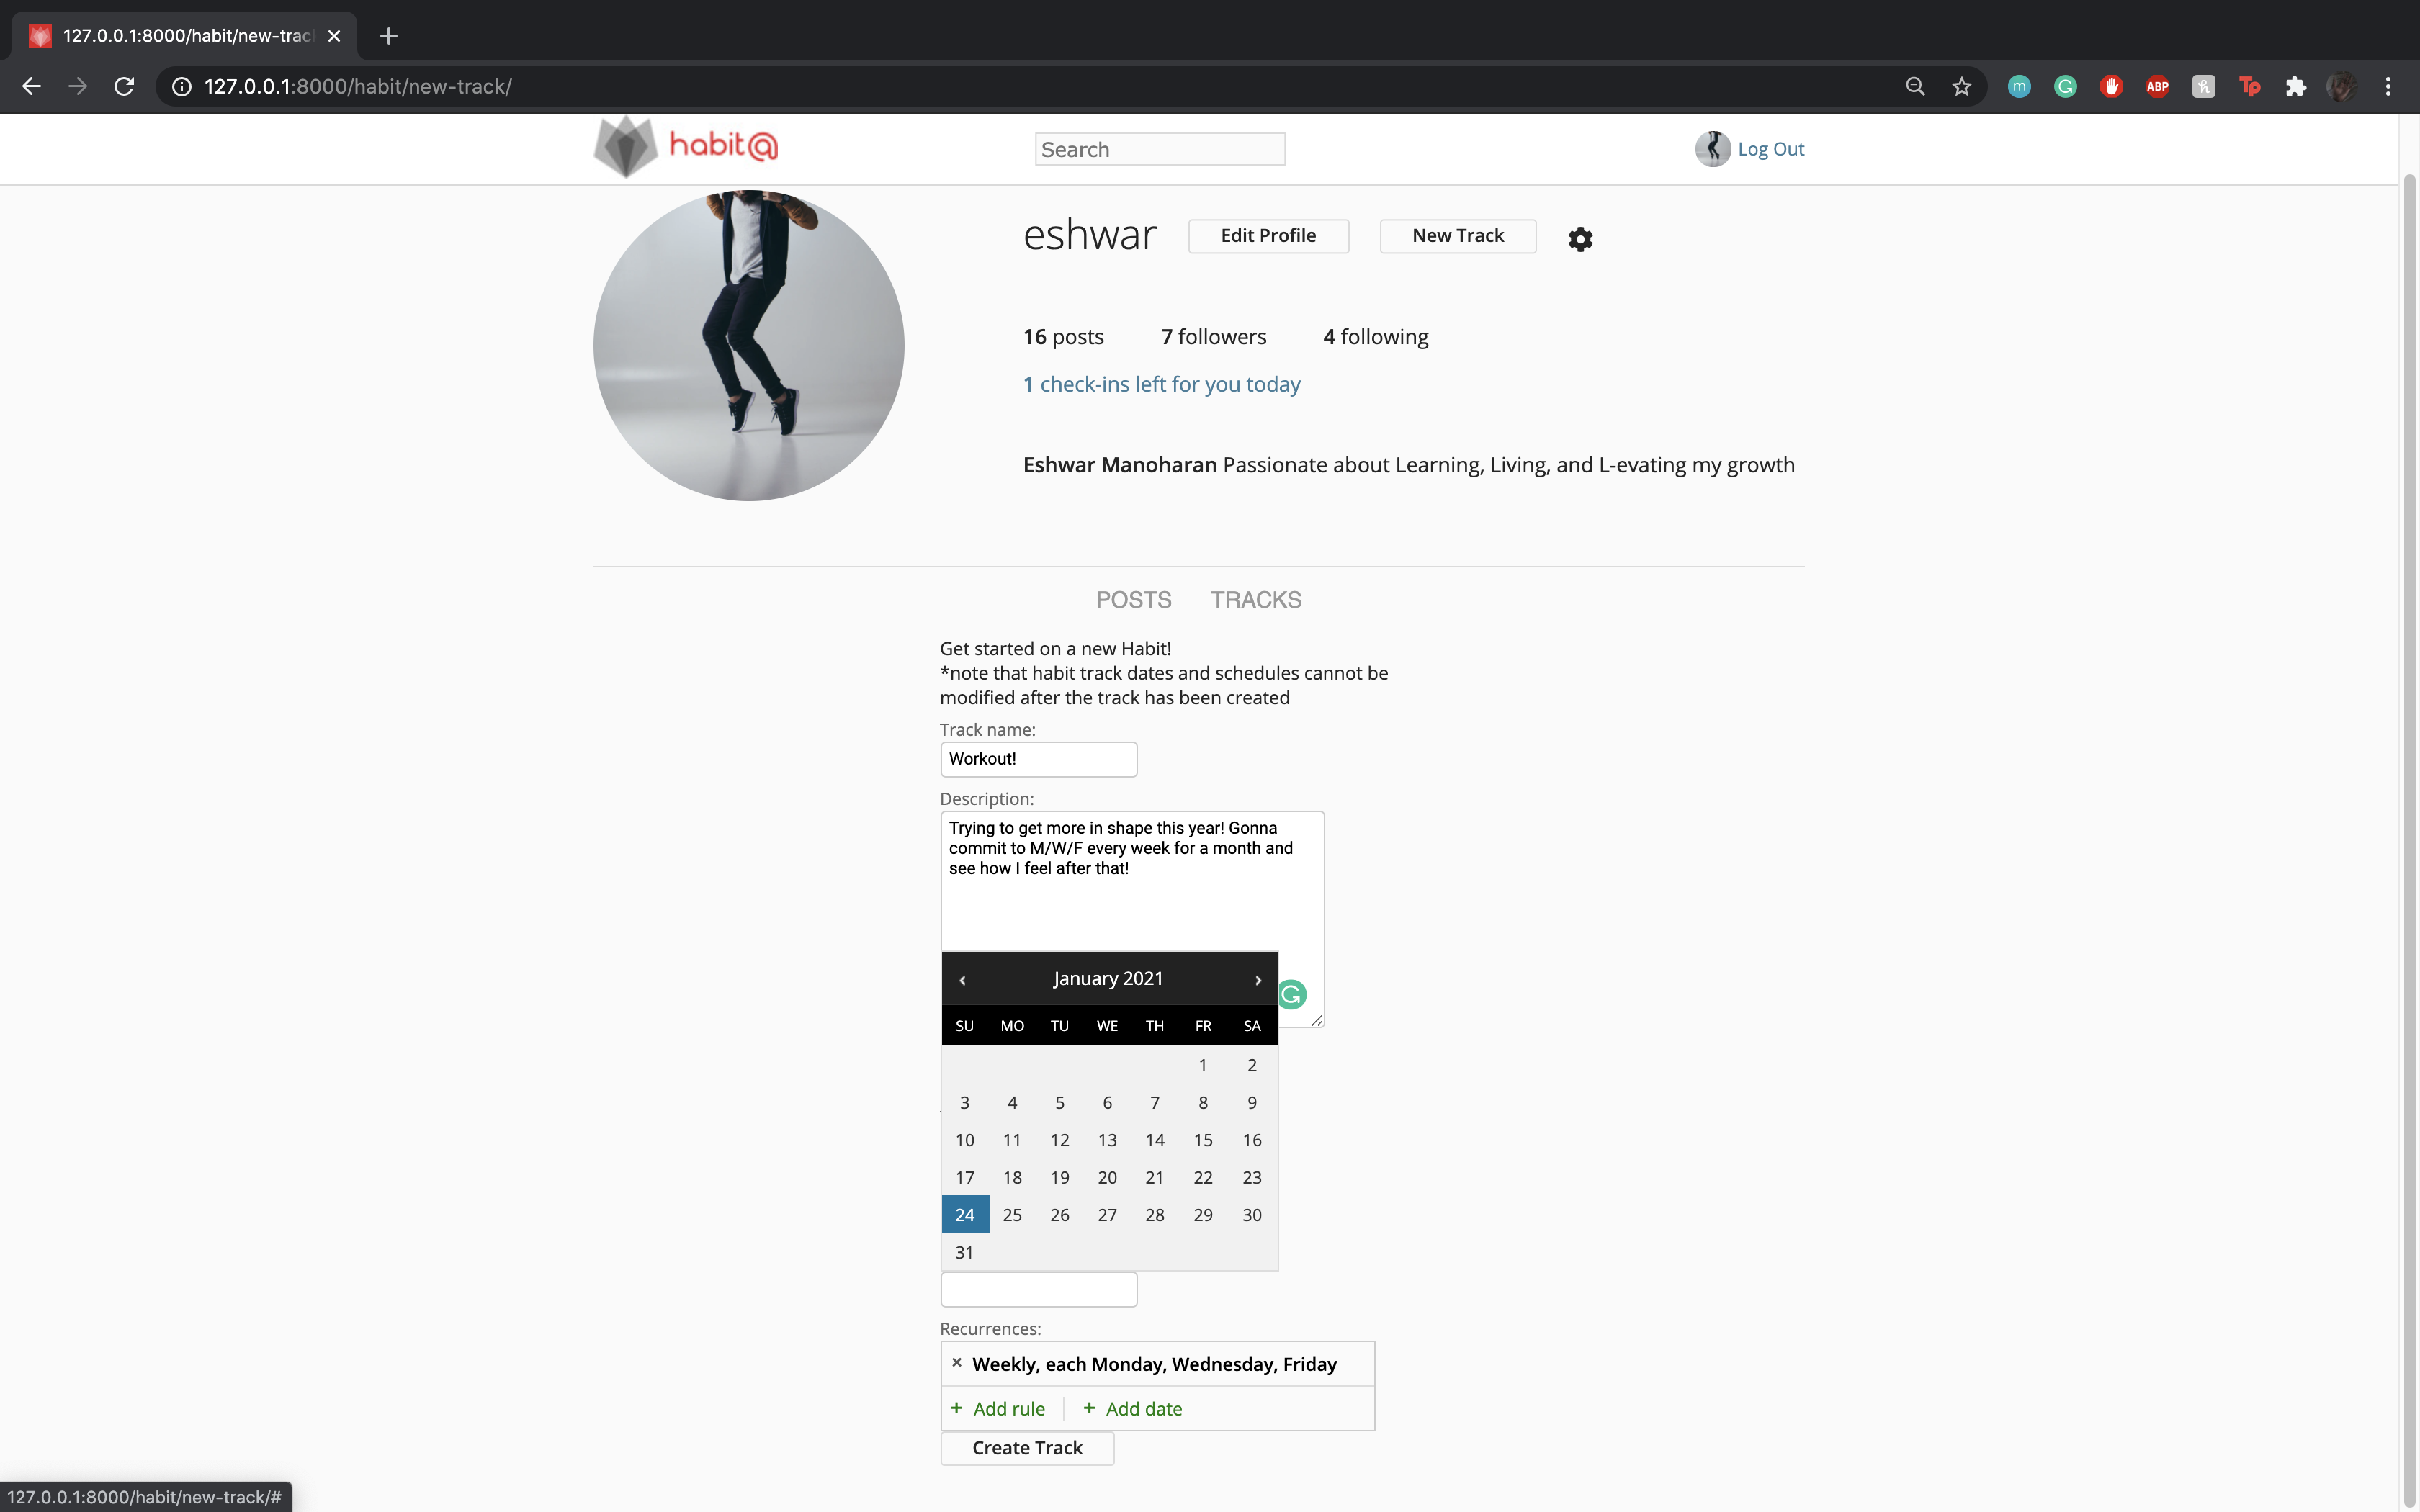 127.0.0.1:8000/habit/new-trac
127.0.0.1:8000/habit/new-track/
m
ABP
Tp
habit@
Search
Log Out
eshwar
Edit Profile
New Track
16 posts 7 followers 4 following
1 check-ins left for you today
Eshwar Manoharan Passionate about Learning, Living, and L-evating my growth
POSTS TRACKS
Get started on a new Habit!
*note that habit track dates and schedules cannot be
modified after the track has been created
Track name:
Workout!
Description:
Trying to get more in shape this year! Gonna
commit to M/W/F every week for a month and
see how I feel after that!
‹ January 2021 ›
SU MO TU WE TH FR SA
1 2
3 4 5 6 7 8 9
10 11 12 13 14 15 16
17 18 19 20 21 22 23
24 25 26 27 28 29 30
31
Recurrences:
× Weekly, each Monday, Wednesday, Friday
+ Add rule + Add date
Create Track
127.0.0.1:8000/habit/new-track/#